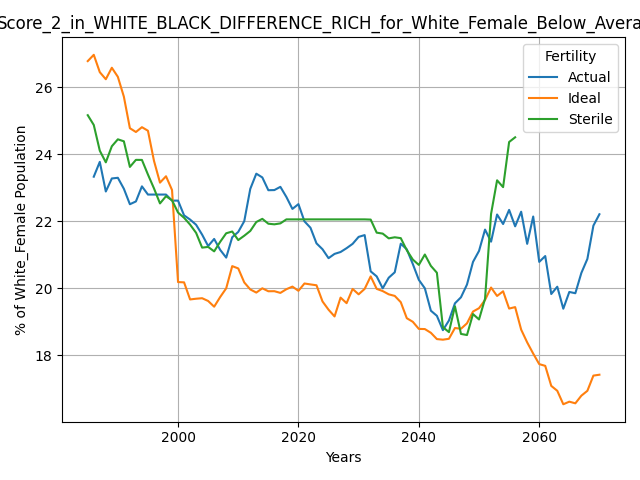 Score_2_in_WHITE_BLACK_DIFFERENCE_RICH_for_White_Female_Below_Avera
Fertility
Actual
Ideal
Sterile
% of White_Female Population
26
24
22
20
18
2000
2020
2040
2060
Years